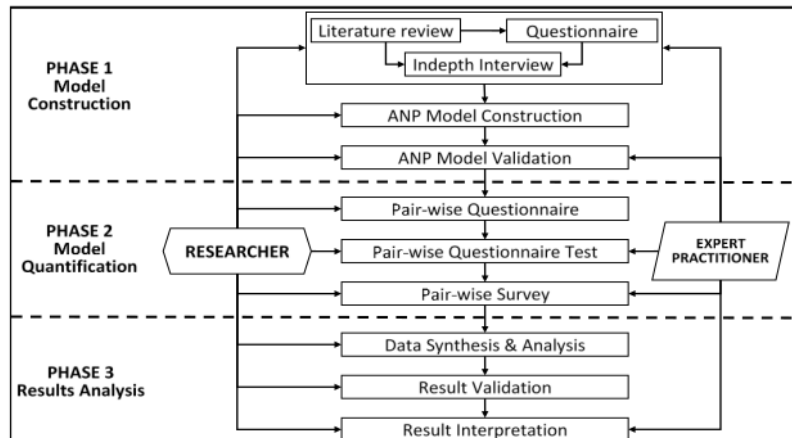 PHASE 1
Model
Construction
Literature review
Questionnaire
Indepth Interview
ANP Model Construction
ANP Model Validation
PHASE 2
Model
Quantification
RESEARCHER
Pair-wise Questionnaire
Pair-wise Questionnaire Test
Pair-wise Survey
EXPERT
PRACTITIONER
PHASE 3
Results Analysis
Data Synthesis & Analysis
Result Validation
Result Interpretation